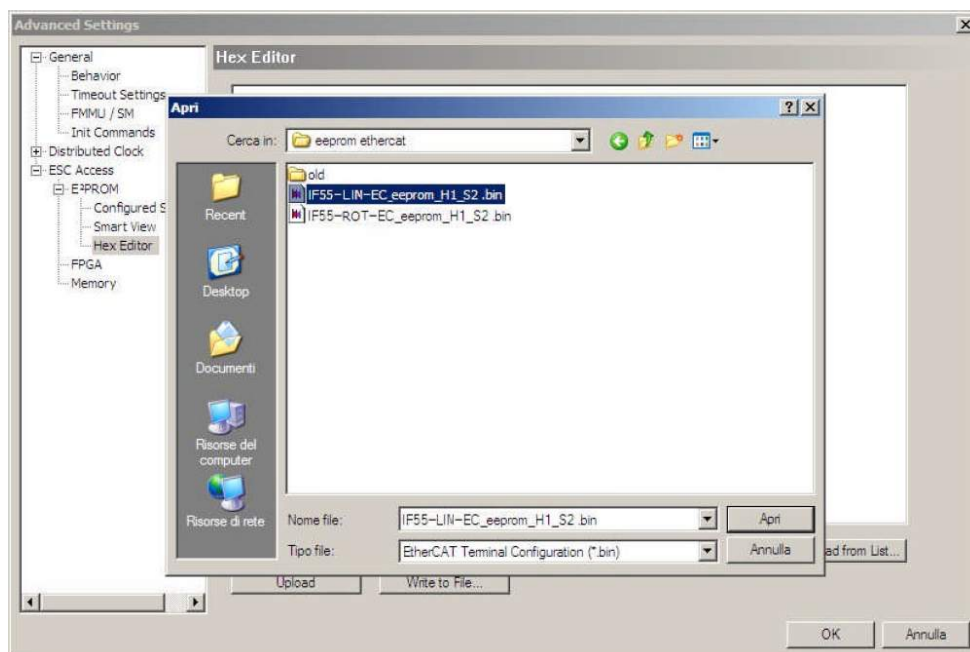 Advanced Settings
General
Behavior
Timeout Settings
FMMU / SM
Init Commands
Distributed Clock
ESC Access
E²PROM
Configured S
Smart View
Hex Editor
FPGA
Memory
Hex Editor
Apri
Cerca in:
eeprom ethercat
old
IF55-LIN-EC_eeprom_H1_S2 .bin
IF55-ROT-EC_eeprom_H1_S2 .bin
Recent
Desktop
Documenti
Risorse del
computer
Risorse di rete
Nome file:
IF55-LIN-EC_eeprom_H1_S2 .bin
Apri
Tipo file:
EtherCAT Terminal Configuration (*.bin)
Annulla
ad from List...
Upload
Write to File...
OK
Annulla